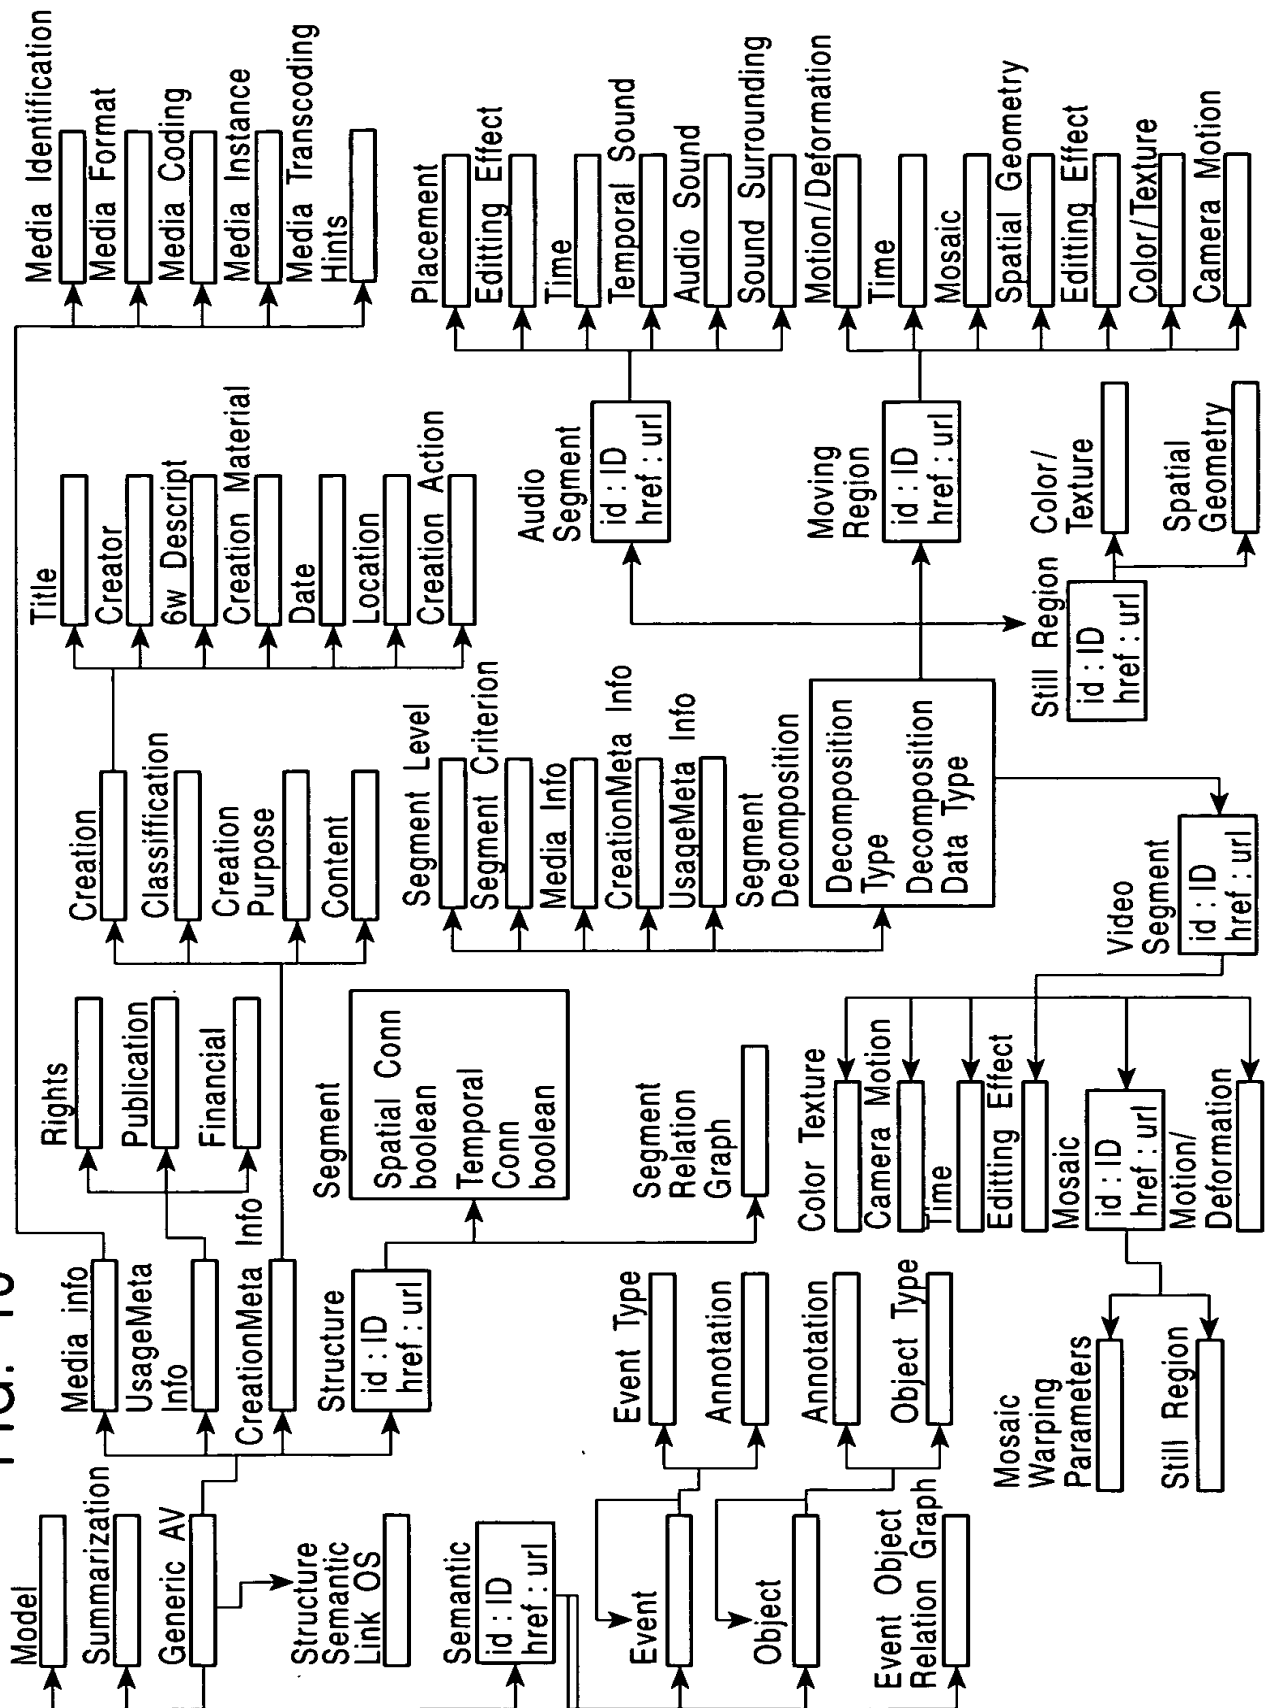 FIG.
Model
Summarization
Generic AV
Structure
Semantic
Link OS
Semantic
id : ID
href : url
Event
Object
Event Object
Relation Graph
Media info
UsageMeta
Info
CreationMeta Info
Structure
id : ID
href : url
Event Type
Annotation
Annotation
Object Type
Mosaic
Warping
Parameters
Still Region
Rights
Publication
Financial
Segment
Spatial Conn
boolean
Temporal
Conn
boolean
Segment
Relation
Graph
Color Texture
Camera Motion
Time
Editting Effect
Mosaic
id : ID
href : url
Motion/
Deformation
Creation
Classiffication
Creation
Purpose
Content
Segment Level
Segment Criterion
Media Info
CreationMeta Info
UsageMeta Info
Segment
Decomposition
Decomposition
Type
Decomposition
Data Type
Video
Segment
id : ID
href : url
Title
Creator
6w Descript
Creation Material
Date
Location
Creation Action
Audio
Segment
id : ID
href : url
Moving
Region
id : ID
href : url
Still Region
id : ID
href : url
Color/
Texture
Spatial
Geometry
Media Identification
Media Format
Media Coding
Media Instance
Media Transcoding
Hints
Placement
Editting Effect
Time
Temporal Sound
Audio Sound
Sound Surrounding
Motion/Deformation
Time
Mosaic
Spatial Geometry
Editting Effect
Color/Texture
Camera Motion